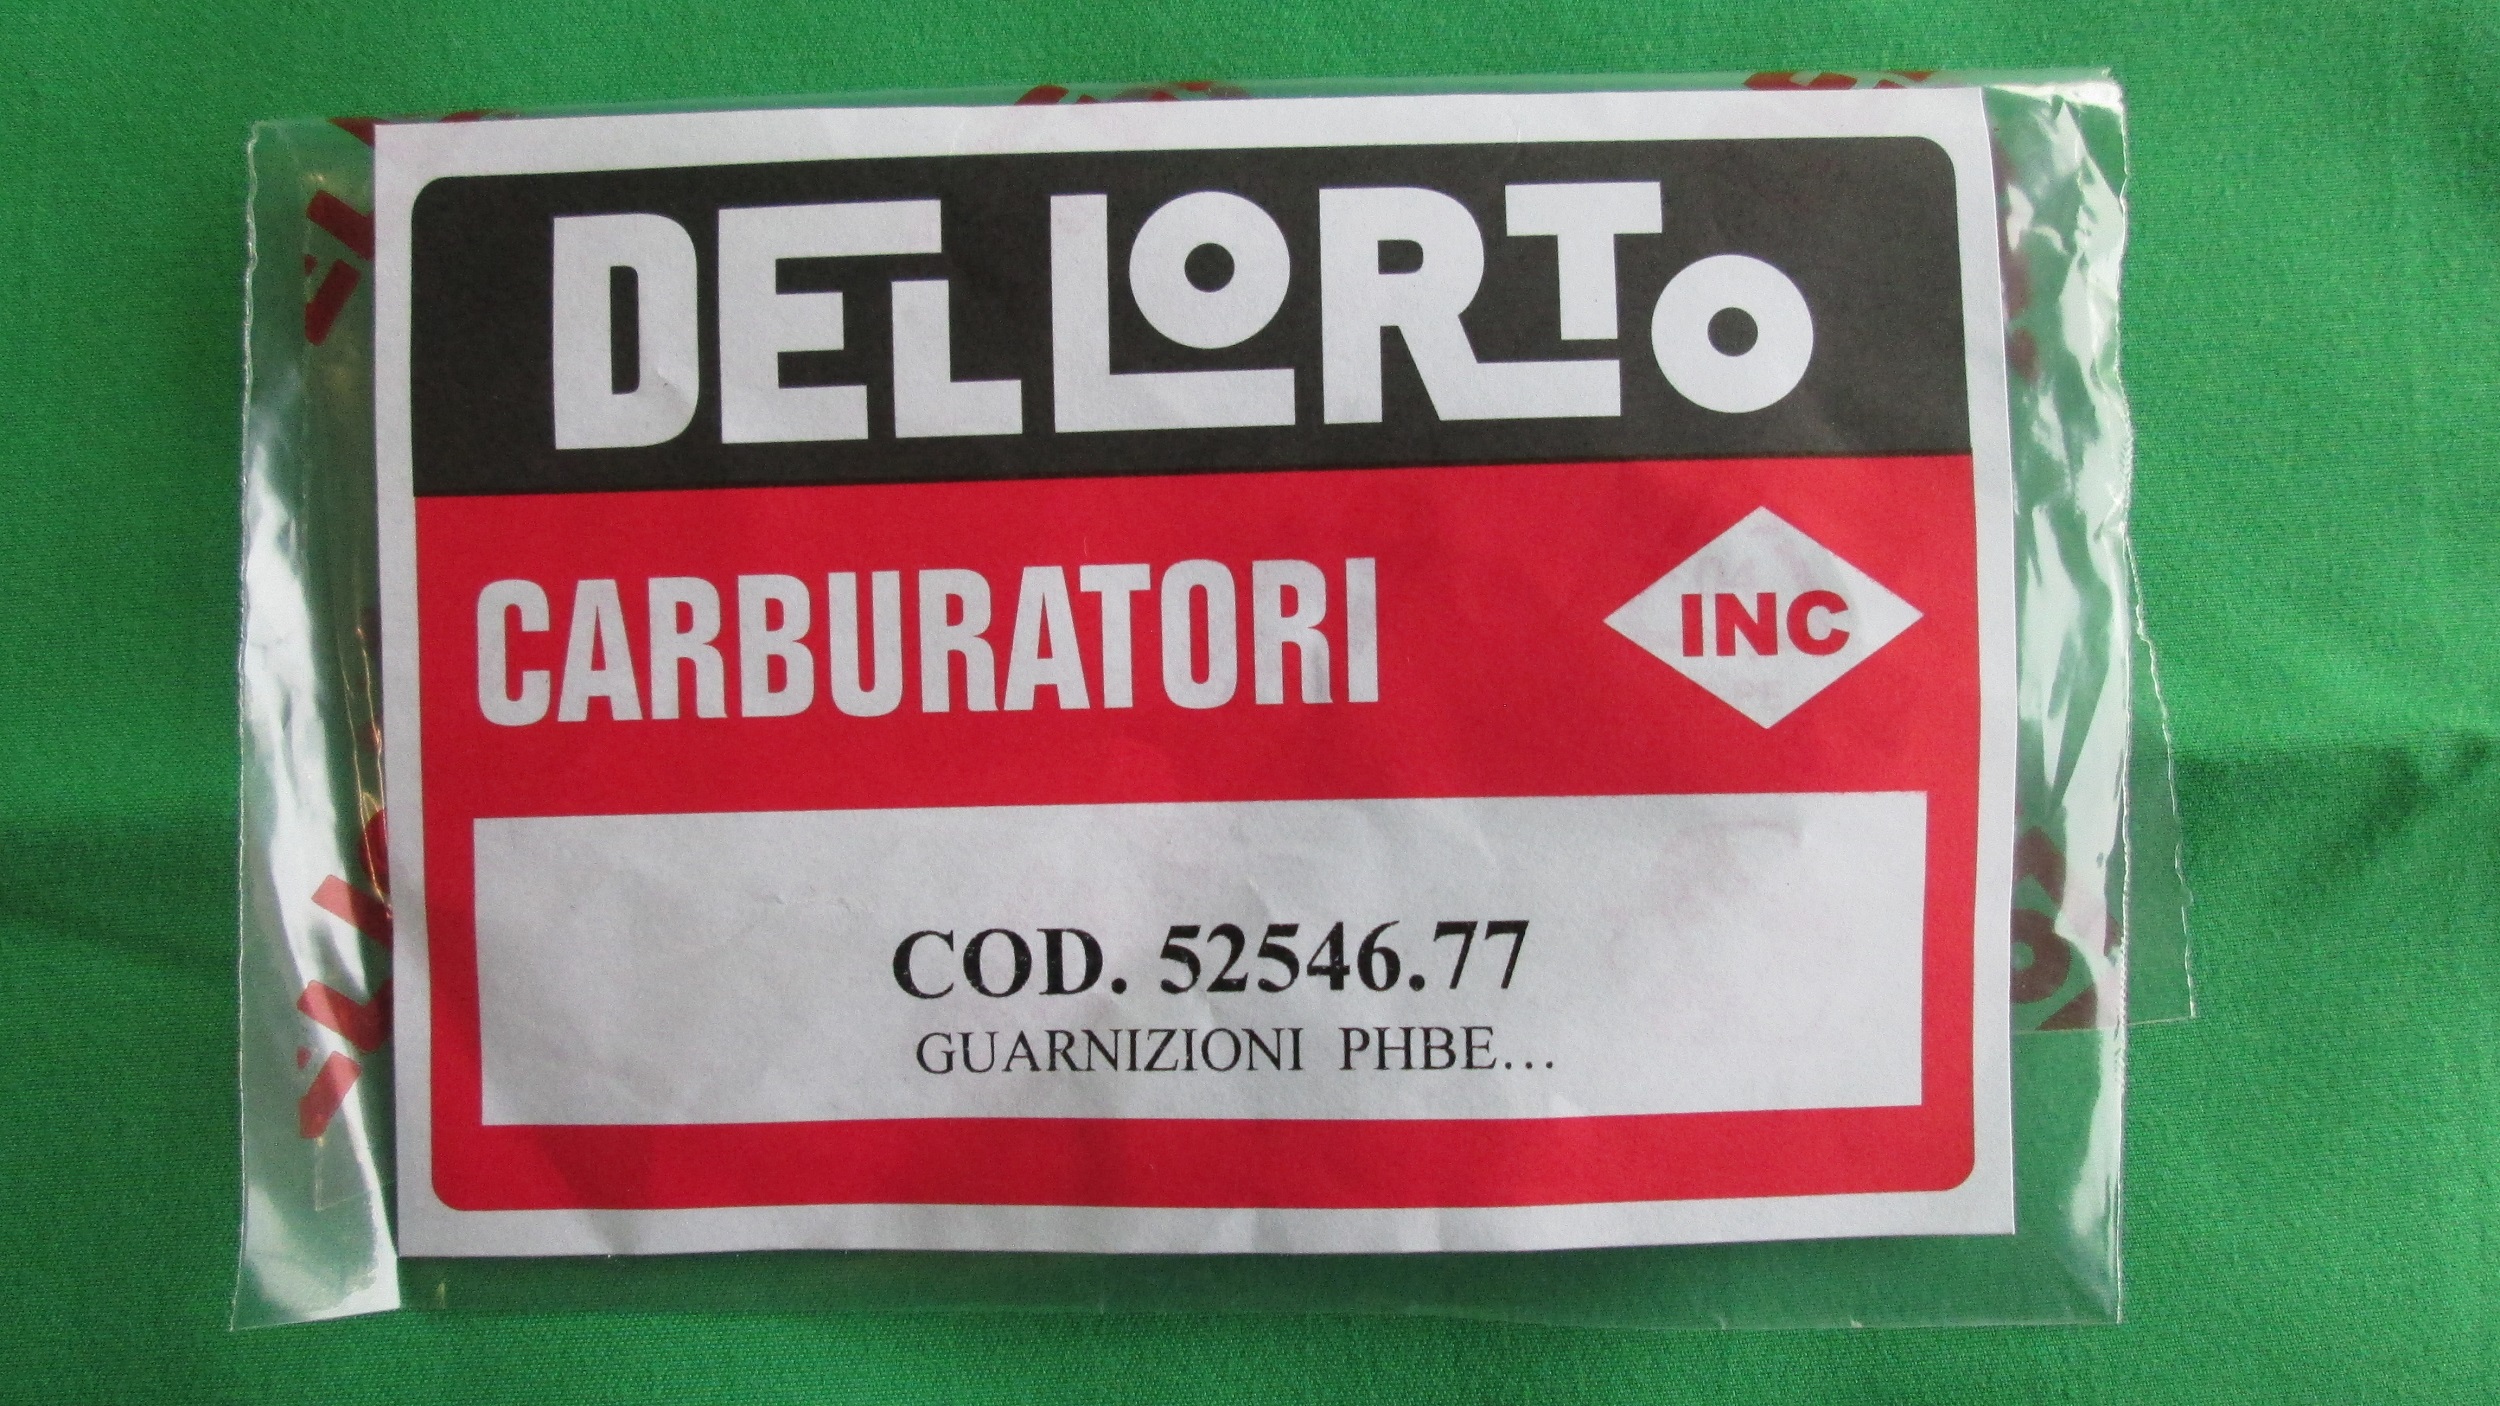 DELLORTO
CARBURATORI
INC
COD. 52546.77
GUARNIZIONI PHBE...